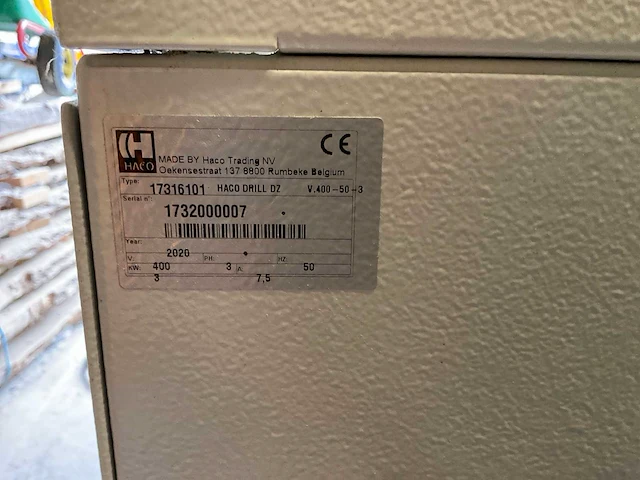 HACO
MADE BY Haco Trading NV
Oekensestraat 137 8800 Rumbeke Belgium
CE
Type: 17316101 HACO DRILL DZ V.400-50-3
Serial n°:
1732000007
Year: 2020
V: 400 PH: 3 HZ: 50
KW: 3 A: 7,5